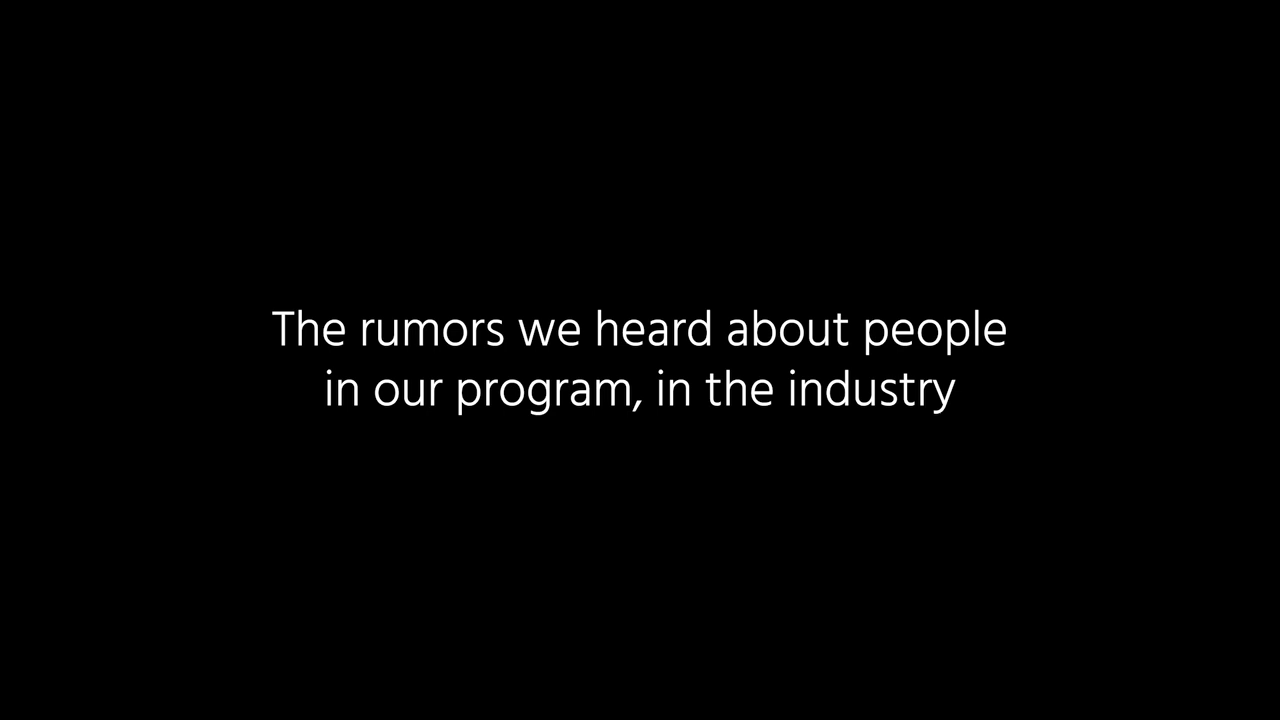 The rumors we heard about people
in our program, in the industry